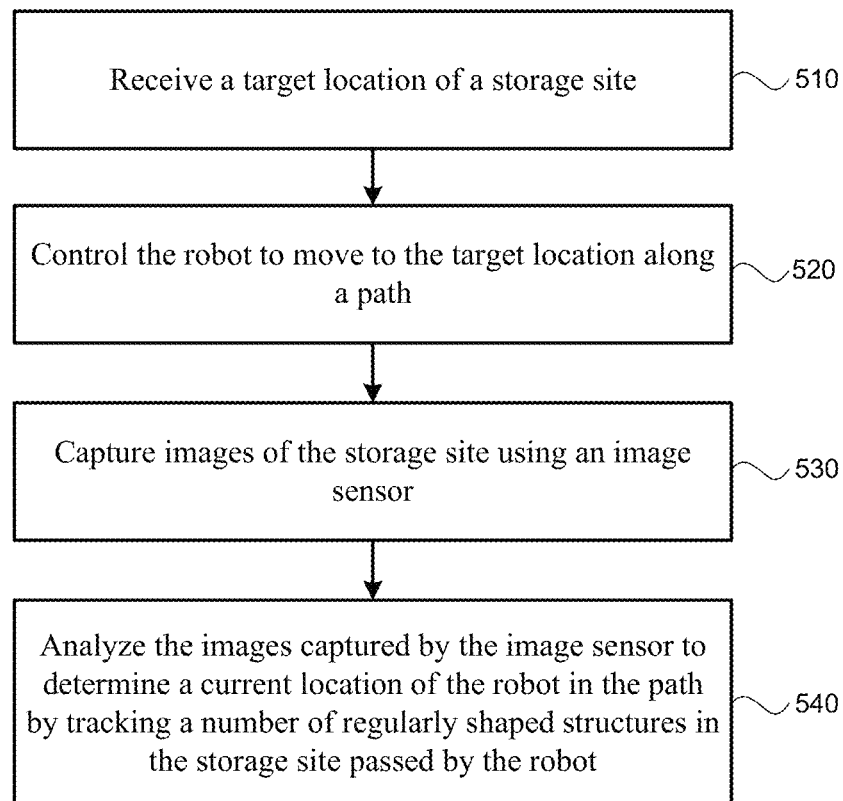 Receive a target location of a storage site
510
Control the robot to move to the target location along
a path
520
Capture images of the storage site using an image
sensor
530
Analyze the images captured by the image sensor to
determine a current location of the robot in the path
by tracking a number of regularly shaped structures in
the storage site passed by the robot
540